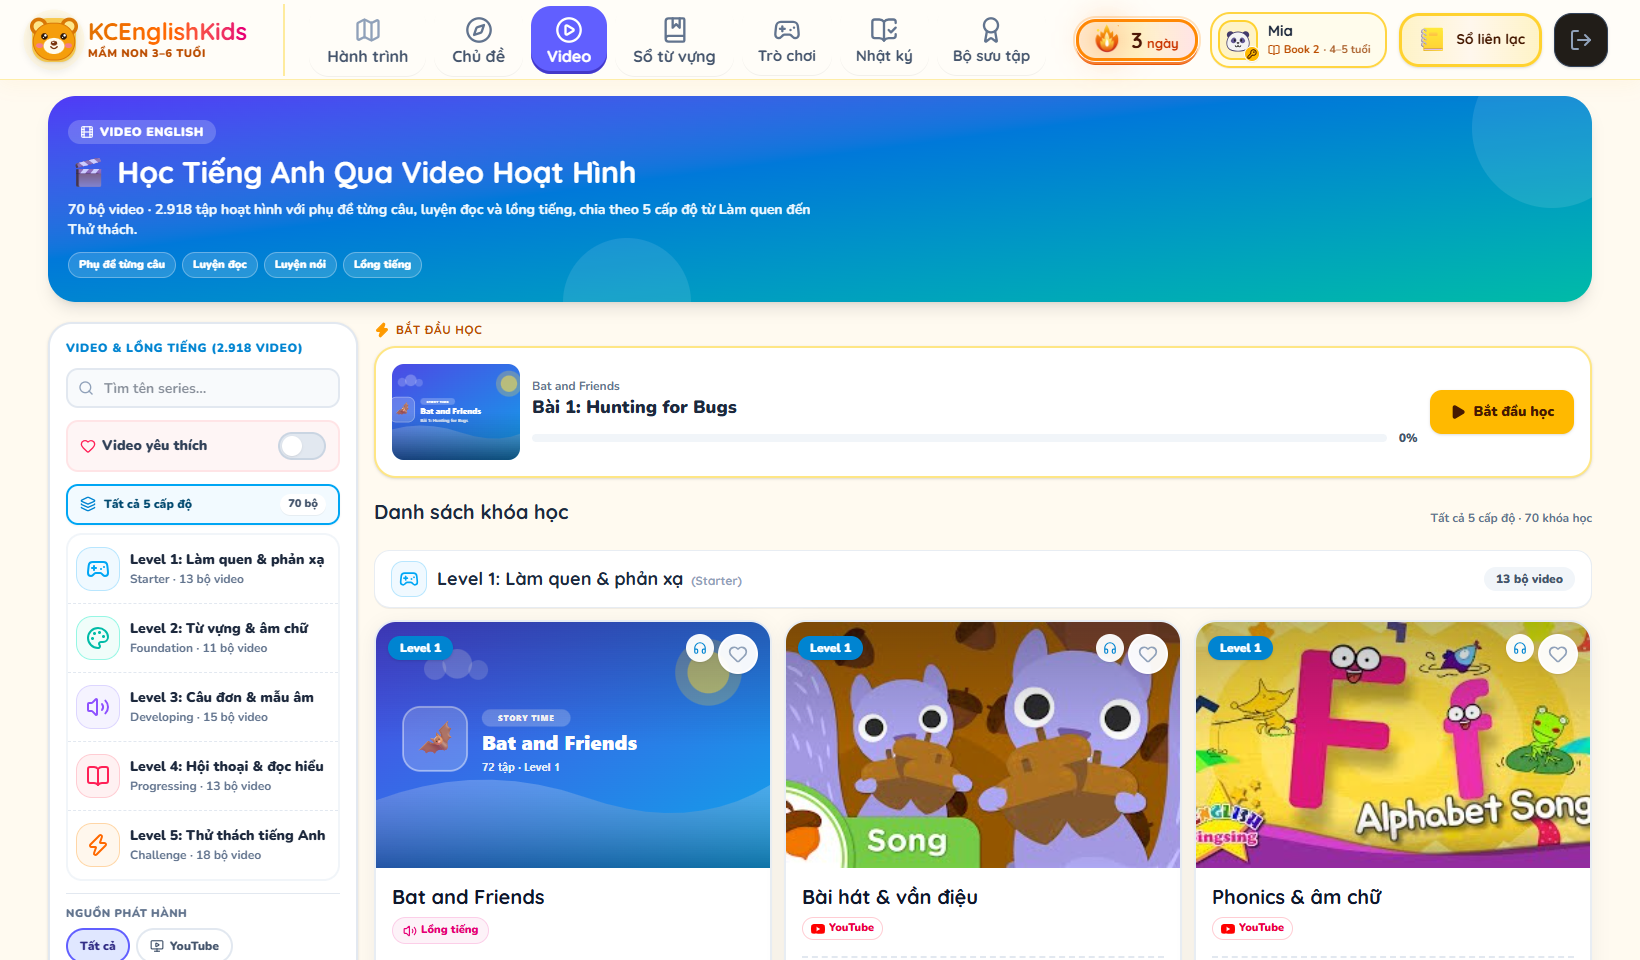 KCEnglishKids
MẦM NON 3–6 TUỔI
Hành trình
Chủ đề
Video
Sổ từ vựng
Trò chơi
Nhật ký
Bộ sưu tập
3 ngày
Mia
Book 2 · 4–5 tuổi
Sổ liên lạc
VIDEO ENGLISH
Học Tiếng Anh Qua Video Hoạt Hình
70 bộ video · 2.918 tập hoạt hình với phụ đề từng câu, luyện đọc và lồng tiếng, chia theo 5 cấp độ từ Làm quen đến
Thử thách.
Phụ đề từng câu
Luyện đọc
Luyện nói
Lồng tiếng
VIDEO & LỒNG TIẾNG (2.918 VIDEO)
Tìm tên series...
Video yêu thích
Tất cả 5 cấp độ
70 bộ
Level 1: Làm quen & phản xạ
Starter · 13 bộ video
Level 2: Từ vựng & âm chữ
Foundation · 11 bộ video
Level 3: Câu đơn & mẫu âm
Developing · 15 bộ video
Level 4: Hội thoại & đọc hiểu
Progressing · 13 bộ video
Level 5: Thử thách tiếng Anh
Challenge · 18 bộ video
NGUỒN PHÁT HÀNH
Tất cả
YouTube
BẮT ĐẦU HỌC
STORY TIME
Bat and Friends
Bài 1: Hunting for Bugs
Bat and Friends
Bài 1: Hunting for Bugs
0%
Bắt đầu học
Danh sách khóa học
Tất cả 5 cấp độ · 70 khóa học
Level 1: Làm quen & phản xạ (Starter)
13 bộ video
Level 1
STORY TIME
Bat and Friends
72 tập · Level 1
Bat and Friends
Lồng tiếng
Level 1
Song
Bài hát & vần điệu
YouTube
Level 1
F f
ENGLISH
singsing
Alphabet Song
Phonics & âm chữ
YouTube